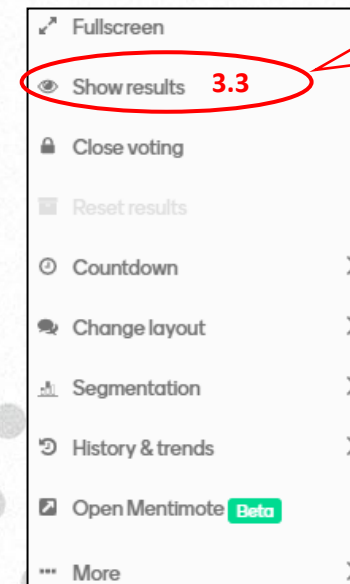 Fullscreen
Show results 3.3
Close voting
Reset results
Countdown
Change layout
Segmentation
History & trends
Open Mentimote Beta
More